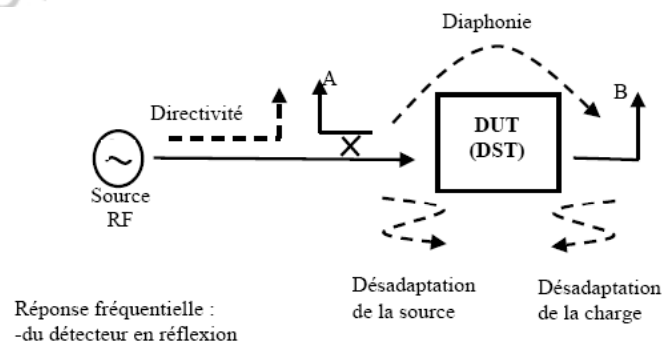 Diaphonie
A
B
Directivité
DUT
(DST)
Source
RF
Désadaptation
de la source
Désadaptation
de la charge
Réponse fréquentielle :
-du détecteur en réflexion